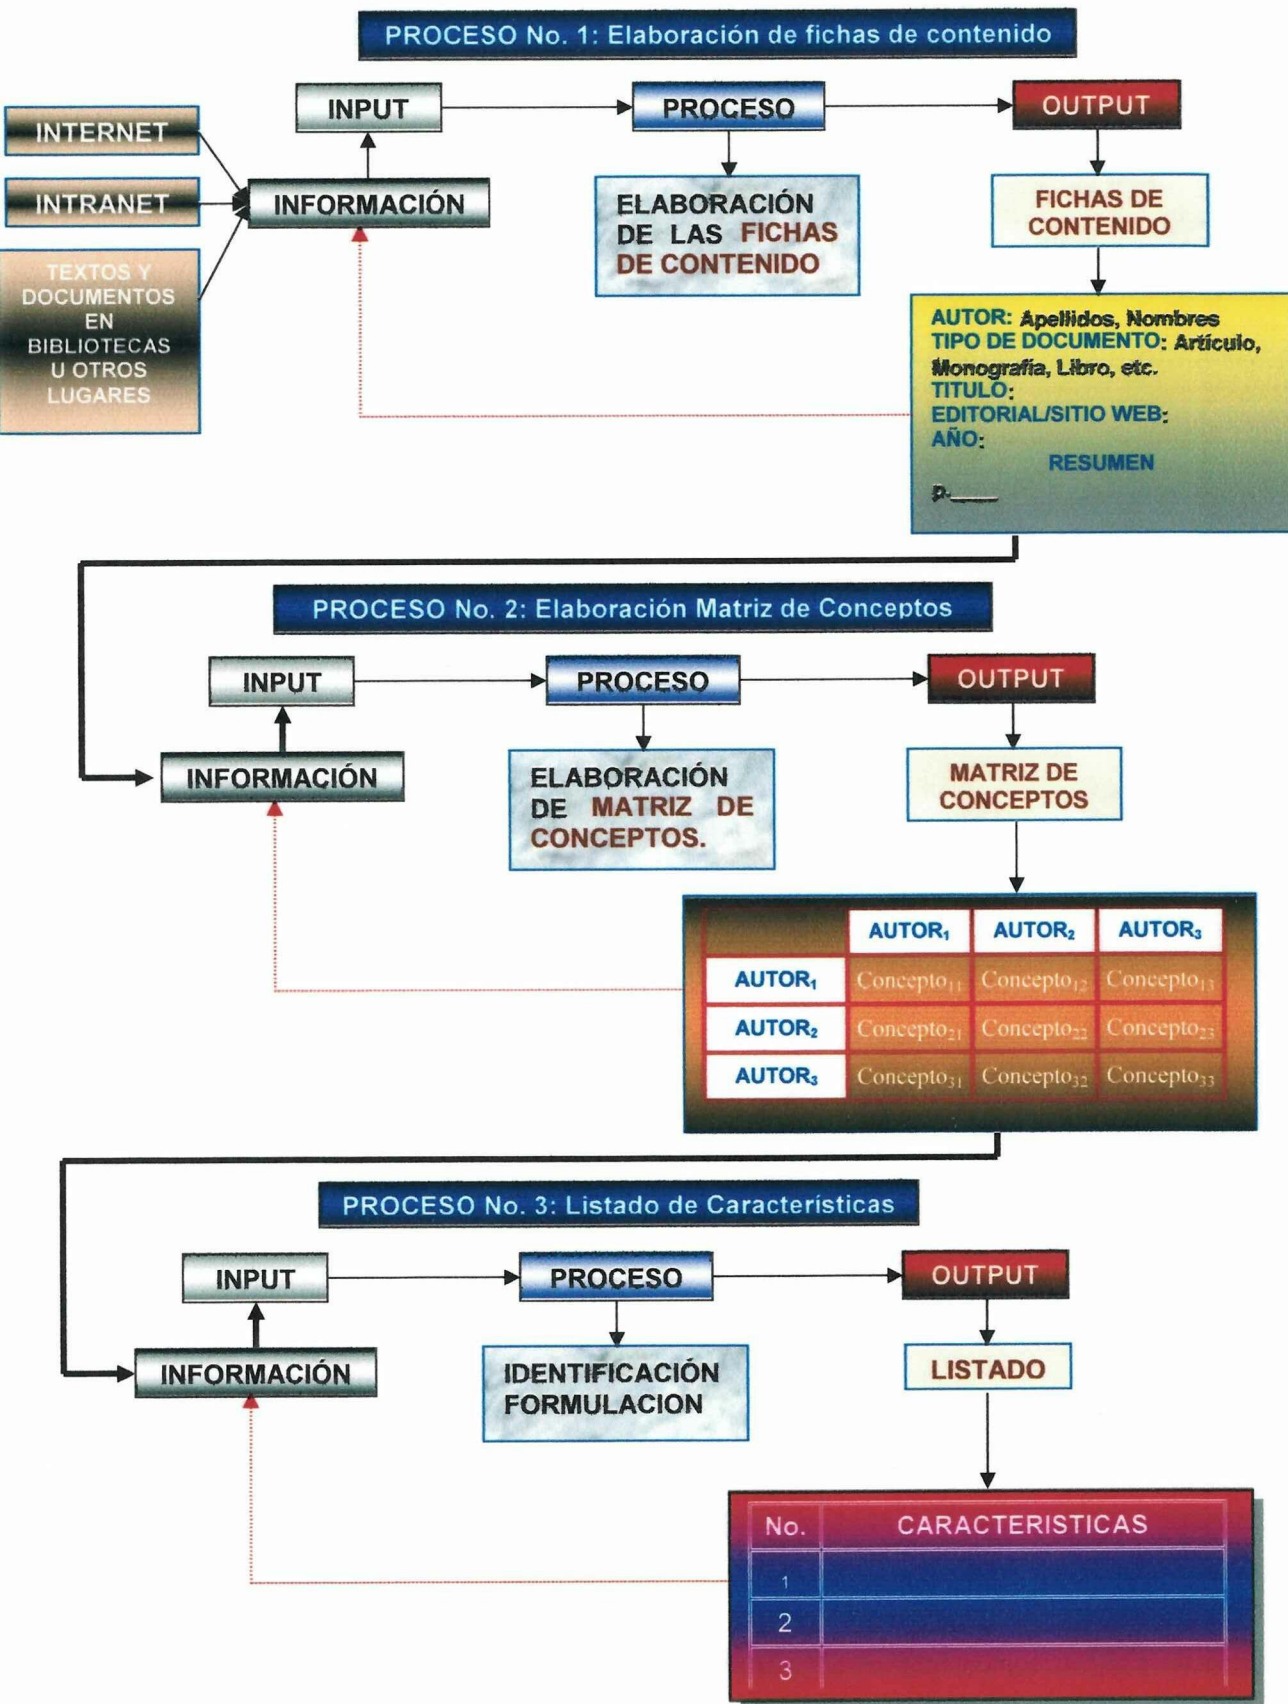 PROCESO No. 1: Elaboración de fichas de contenido
INPUT
PROCESO
OUTPUT
INTERNET
INTRANET
TEXTOS Y
DOCUMENTOS
EN
BIBLIOTECAS
U OTROS
LUGARES
INFORMACIÓN
ELABORACIÓN
DE LAS FICHAS
DE CONTENIDO
FICHAS DE
CONTENIDO
AUTOR: Apellidos, Nombres
TIPO DE DOCUMENTO: Artículo,
Monografía, Libro, etc.
TITULO:
EDITORIAL/SITIO WEB:
AÑO:
RESUMEN
p.____
PROCESO No. 2: Elaboración Matriz de Conceptos
INPUT
PROCESO
OUTPUT
INFORMACIÓN
ELABORACIÓN
DE MATRIZ DE
CONCEPTOS.
MATRIZ DE
CONCEPTOS
AUTOR₁ AUTOR₂ AUTOR₃
AUTOR₁ Concepto₁₁ Concepto₁₂ Concepto₁₃
AUTOR₂ Concepto₂₁ Concepto₂₂ Concepto₂₃
AUTOR₃ Concepto₃₁ Concepto₃₂ Concepto₃₃
PROCESO No. 3: Listado de Características
INPUT
PROCESO
OUTPUT
INFORMACIÓN
IDENTIFICACIÓN
FORMULACION
LISTADO
No. CARACTERISTICAS
1
2
3